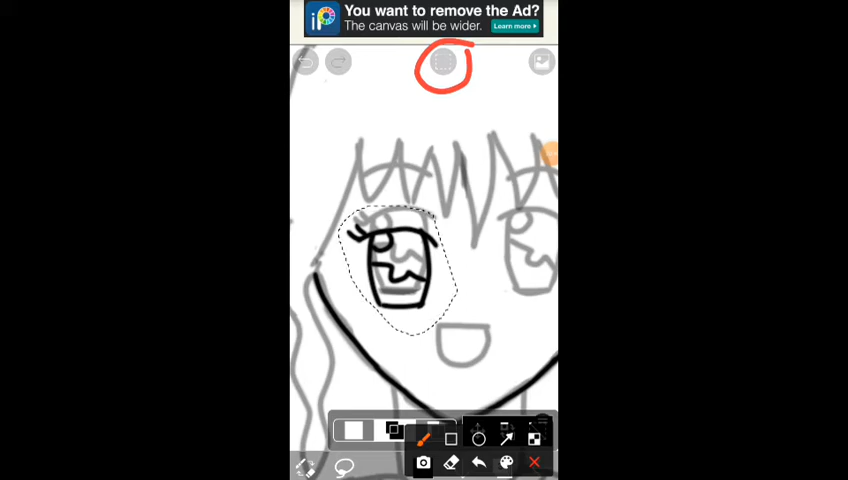 You want to remove the Ad?
The canvas will be wider.
Learn more